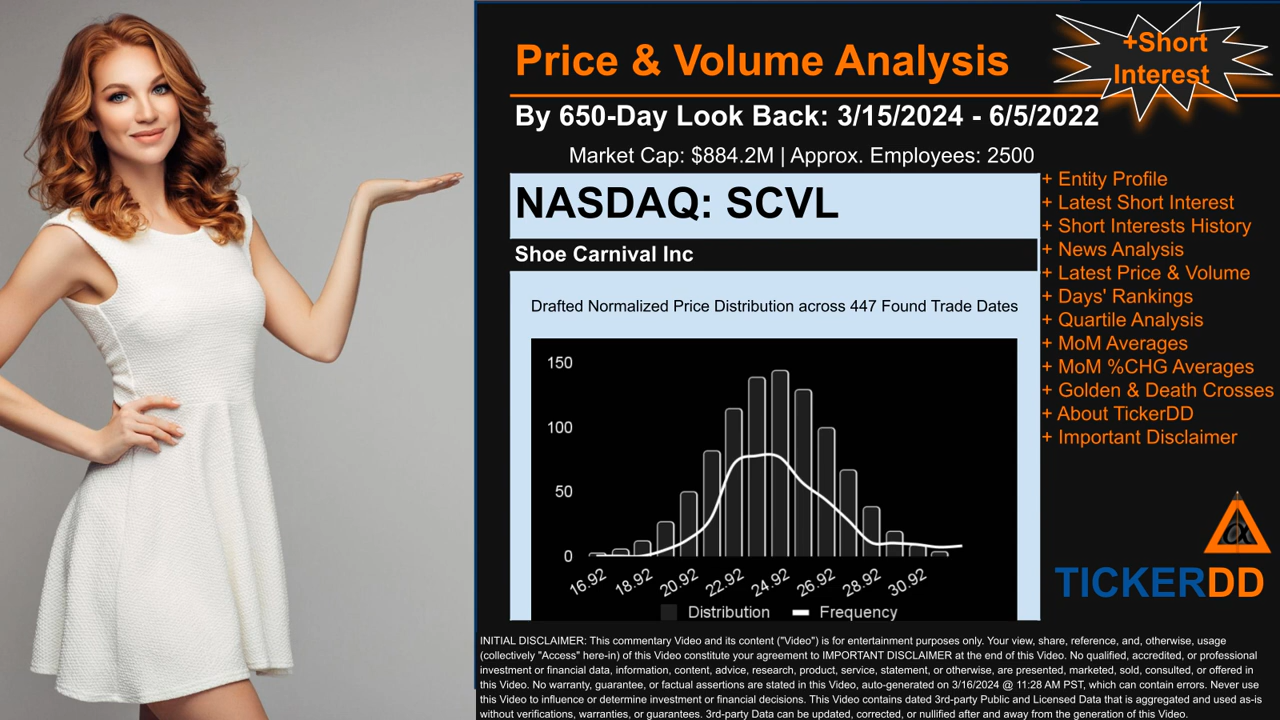 Price & Volume Analysis
+Short
Interest
By 650-Day Look Back: 3/15/2024 - 6/5/2022
Market Cap: $884.2M | Approx. Employees: 2500
NASDAQ: SCVL
Shoe Carnival Inc
Drafted Normalized Price Distribution across 447 Found Trade Dates
150
100
50
0
16.92
18.92
20.92
22.92
24.92
26.92
28.92
30.92
Distribution
Frequency
+ Entity Profile
+ Latest Short Interest
+ Short Interests History
+ News Analysis
+ Latest Price & Volume
+ Days' Rankings
+ Quartile Analysis
+ MoM Averages
+ MoM %CHG Averages
+ Golden & Death Crosses
+ About TickerDD
+ Important Disclaimer
TICKERDD
INITIAL DISCLAIMER: This commentary Video and its content ("Video") is for entertainment purposes only. Your view, share, reference, and, otherwise, usage
(collectively "Access" here-in) of this Video constitute your agreement to IMPORTANT DISCLAIMER at the end of this Video. No qualified, accredited, or professional
investment or financial data, information, content, advice, research, product, service, statement, or otherwise, are presented, marketed, sold, consulted, or offered in
this Video. No warranty, guarantee, or factual assertions are stated in this Video, auto-generated on 3/16/2024 @ 11:28 AM PST, which can contain errors. Never use
this Video to influence or determine investment or financial decisions. This Video contains dated 3rd-party Public and Licensed Data that is aggregated and used as-is
without verifications, warranties, or guarantees. 3rd-party Data can be updated, corrected, or nullified after and away from the generation of this Video.